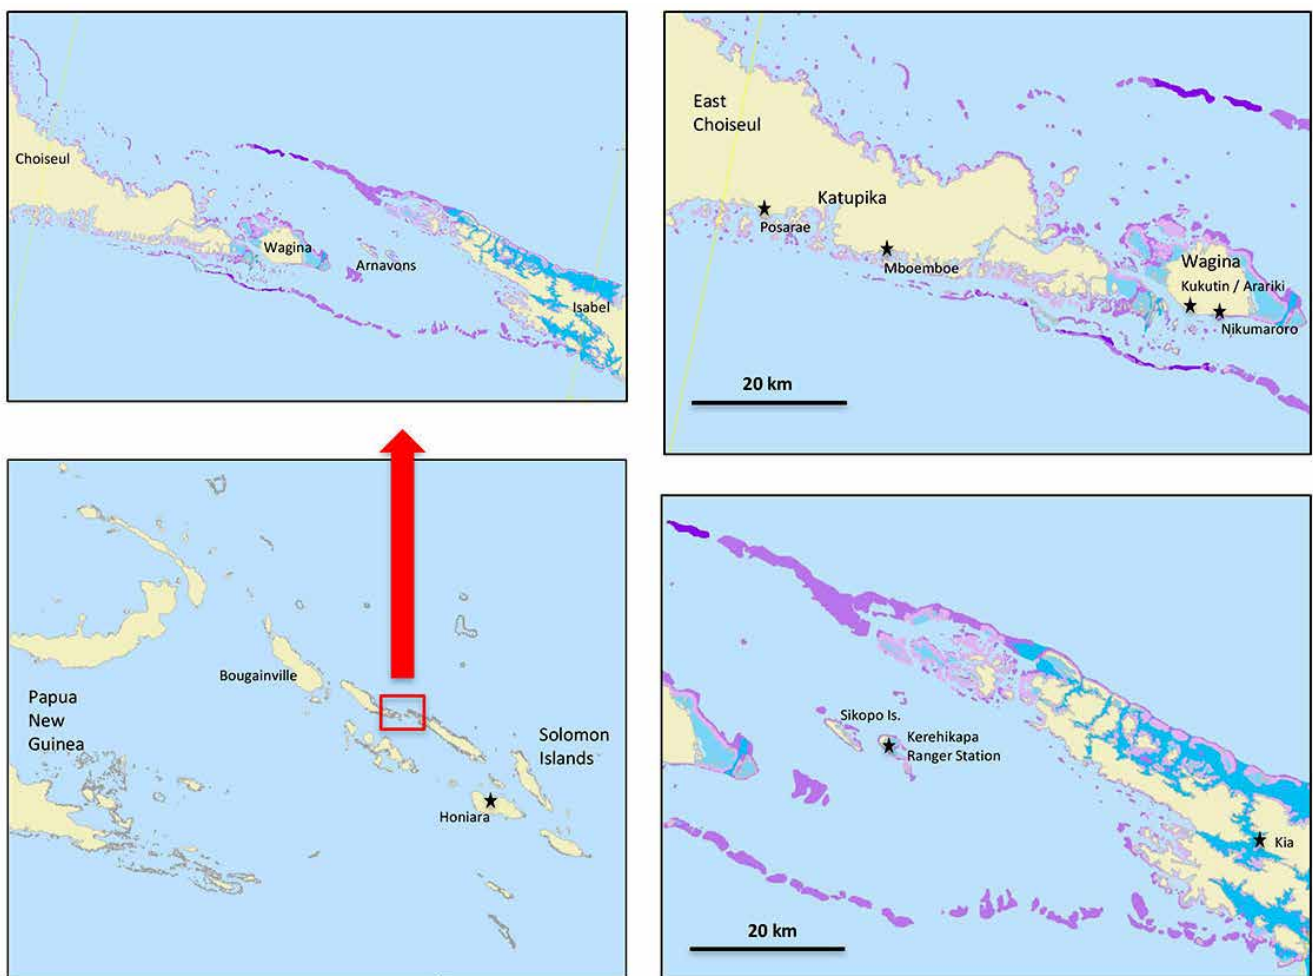 Choiseul
Wagina
Arnavons
Isabel
East
Choiseul
Katupika
Posarae
Mboemboe
Wagina
Kukutin / Arariki
Nikumaroro
20 km
Bougainville
Papua
New
Guinea
Solomon
Islands
Honiara
Sikopo Is.
Kerehikapa
Ranger Station
Kia
20 km